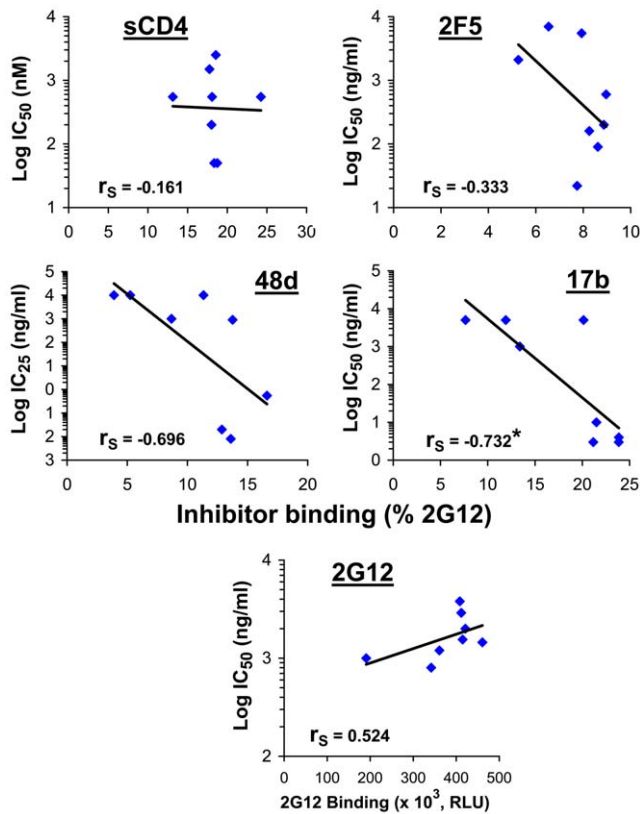 sCD4
Log IC50 (nM)
4
3
2
1
rS = -0.161
0 5 10 15 20 25 30
2F5
Log IC50 (ng/ml)
4
3
2
1
rS = -0.333
0 2 4 6 8 10
48d
Log IC25 (ng/ml)
5
4
3
2
1
0
1
2
3
rS = -0.696
0 5 10 15 20
17b
Log IC50 (ng/ml)
5
4
3
2
1
0
rS = -0.732*
0 5 10 15 20 25
Inhibitor binding (% 2G12)
2G12
Log IC50 (ng/ml)
4
3
2
rS = 0.524
0 100 200 300 400 500
2G12 Binding (x 10³, RLU)